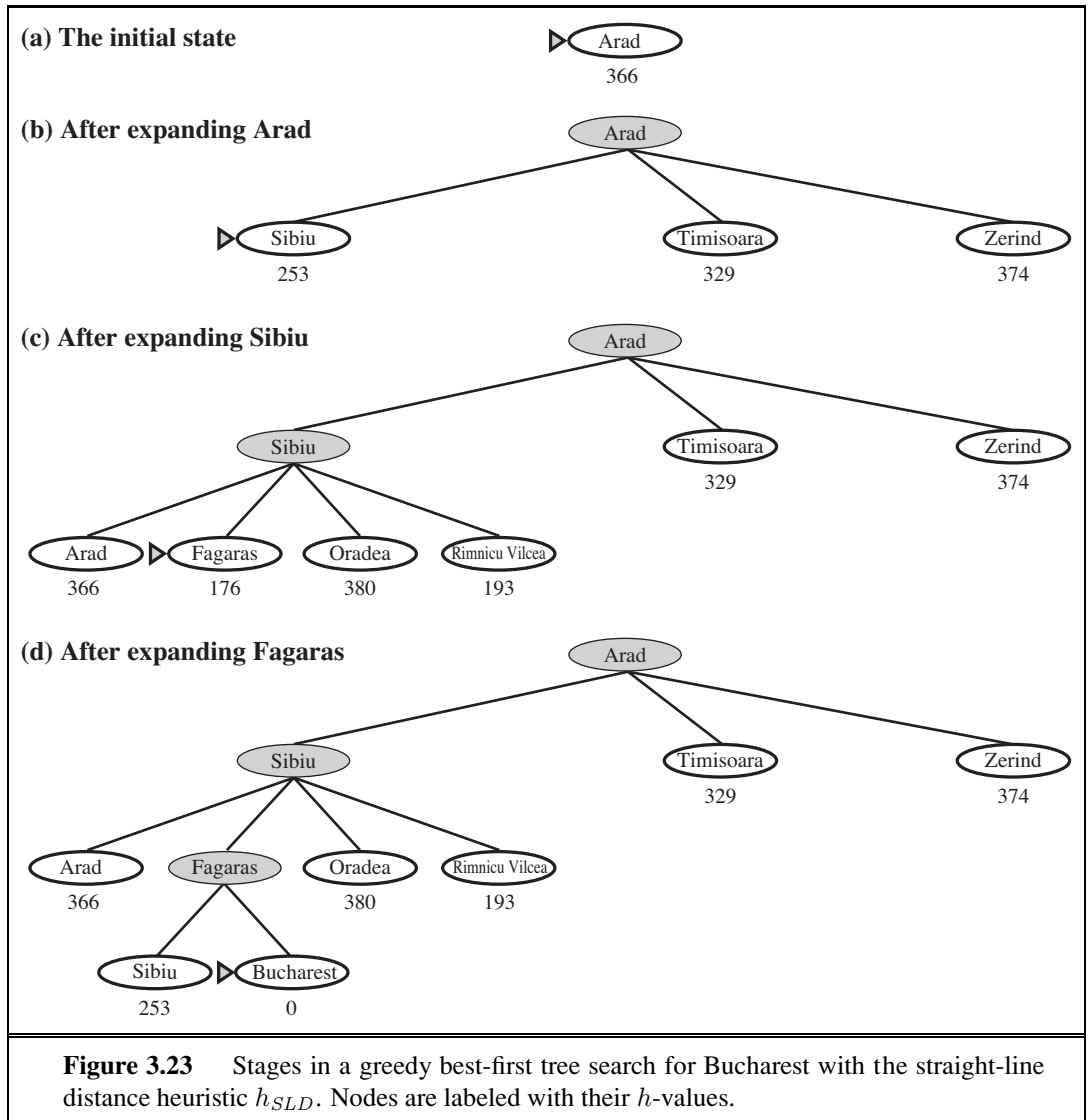 (a) The initial state
Arad
366
(b) After expanding Arad
Arad
Sibiu Timisoara Zerind
253 329 374
(c) After expanding Sibiu
Arad
Sibiu Timisoara Zerind
329 374
Arad Fagaras Oradea Rimnicu Vilcea
366 176 380 193
(d) After expanding Fagaras
Arad
Sibiu Timisoara Zerind
329 374
Arad Fagaras Oradea Rimnicu Vilcea
366 380 193
Sibiu Bucharest
253 0
Figure 3.23 Stages in a greedy best-first tree search for Bucharest with the straight-line
distance heuristic hSLD. Nodes are labeled with their h-values.